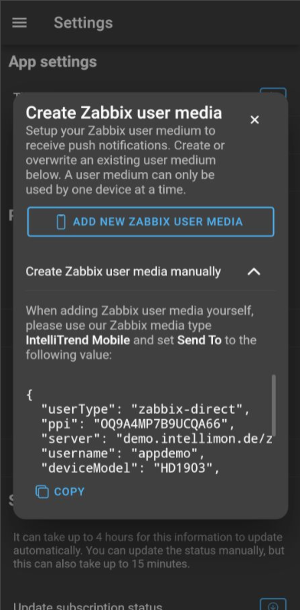 Settings
App settings
Create Zabbix user media
Setup your Zabbix user medium to
receive push notifications. Create or
overwrite an existing user medium
below. A user medium can only be
used by one device at a time.
ADD NEW ZABBIX USER MEDIA
Create Zabbix user media manually
When adding Zabbix user media yourself,
please use our Zabbix media type
IntelliTrend Mobile and set Send To to the
following value:
{
"userType": "zabbix-direct",
"ppi": "OQ9A4MP7B9UCQA66",
"server": "demo.intellimon.de/z
"username": "appdemo",
"deviceModel": "HD1903",
COPY
It can take up to 4 hours for this information to update
automatically. You can update the status manually, but
this can also take up to 15 minutes.
Update subscription status